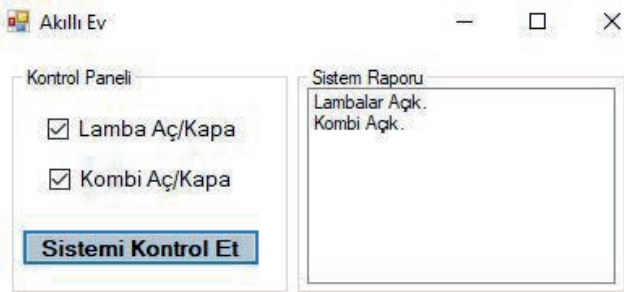 Akıllı Ev
Kontrol Paneli
Lamba Aç/Kapa
Kombi Aç/Kapa
Sistemi Kontrol Et
Sistem Raporu
Lambalar Açık.
Kombi Açık.